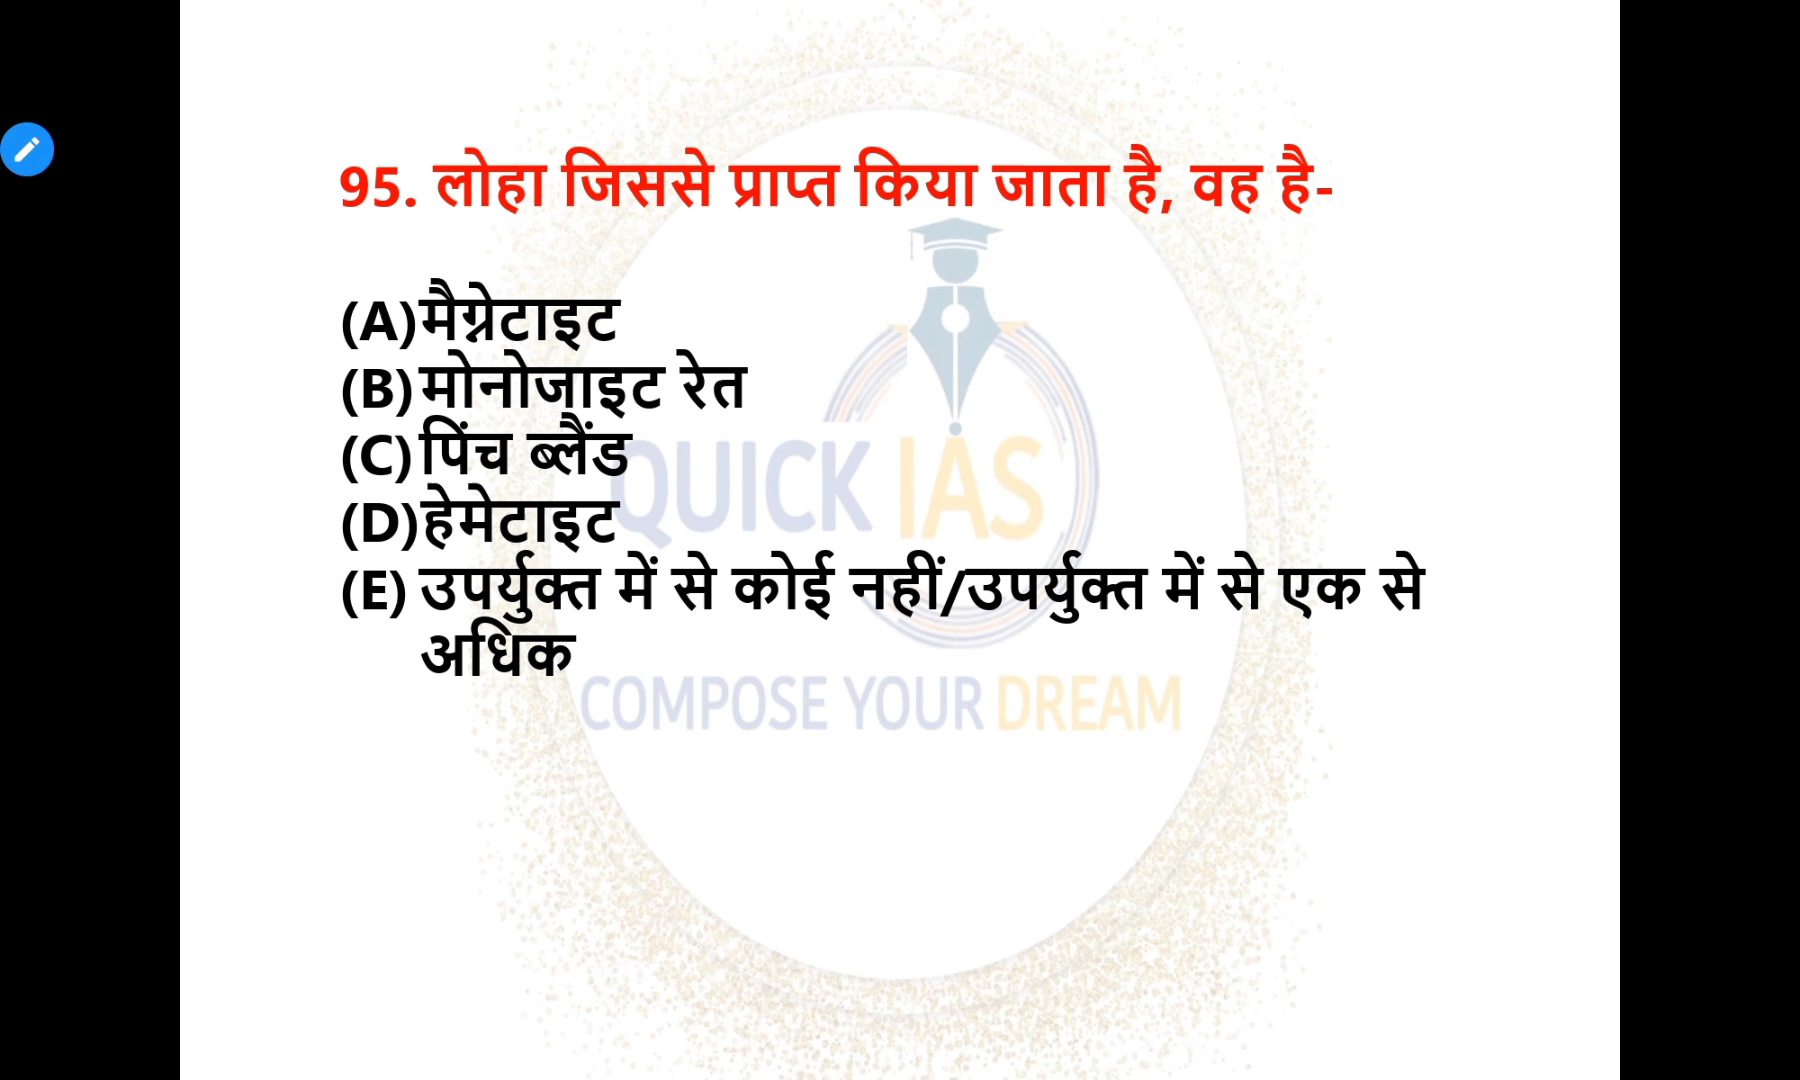 95. लोहा जिससे प्राप्त किया जाता है, वह है-
(A)मैग्नेटाइट
(B)मोनोजाइट रेत
(C)पिंच ब्लैंड
(D)हेमेटाइट
(E) उपर्युक्त में से कोई नहीं/उपर्युक्त में से एक से
अधिक
QUICK IAS
COMPOSE YOUR DREAM